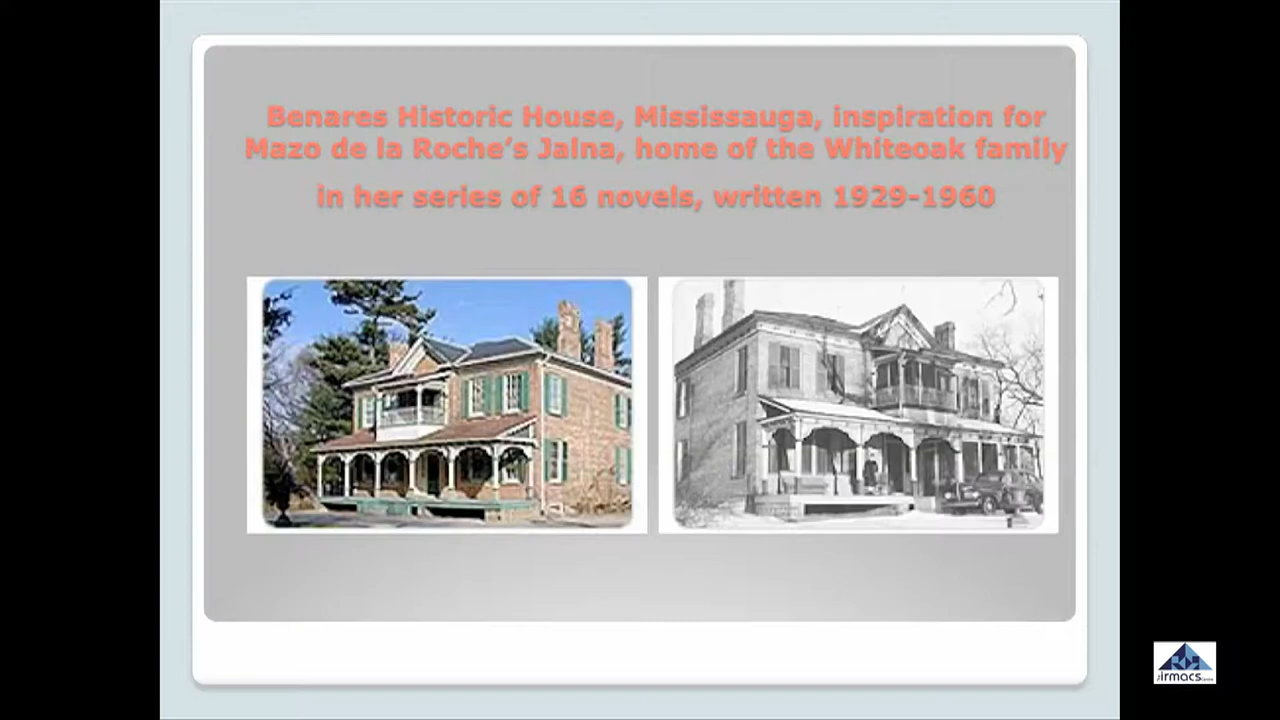 Benares Historic House, Mississauga, inspiration for
Mazo de la Roche's Jalna, home of the Whiteoak family
in her series of 16 novels, written 1929-1960
irmacs